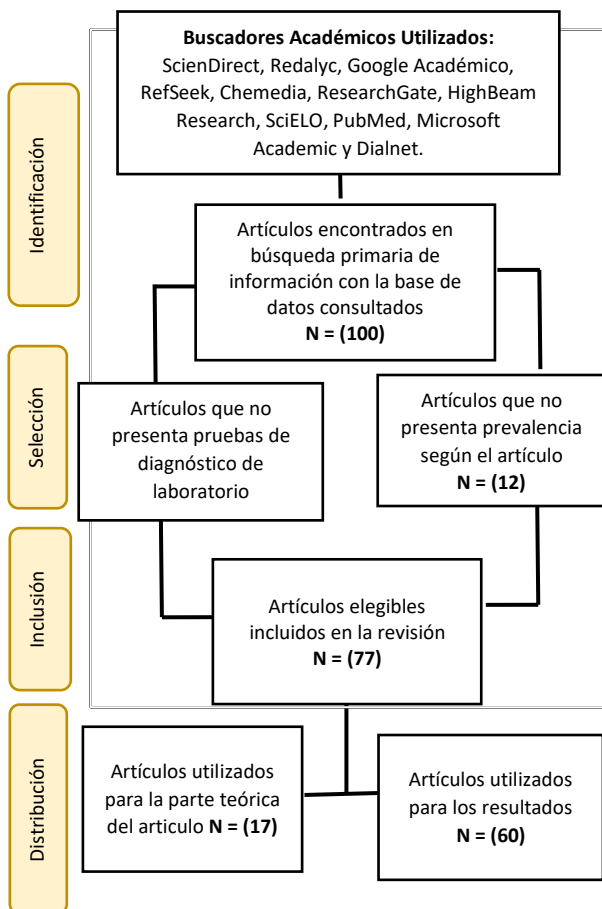 Buscadores Académicos Utilizados:
ScienDirect, Redalyc, Google Académico,
RefSeek, Chemedia, ResearchGate, HighBeam
Research, SciELO, PubMed, Microsoft
Academic y Dialnet.
Identificación
Artículos encontrados en
búsqueda primaria de
información con la base de
datos consultados
N = (100)
Selección
Artículos que no
presenta pruebas de
diagnóstico de
laboratorio
Artículos que no
presenta prevalencia
según el artículo
N = (12)
Inclusión
Artículos elegibles
incluidos en la revisión
N = (77)
Distribución
Artículos utilizados
para la parte teórica
del articulo N = (17)
Artículos utilizados
para los resultados
N = (60)